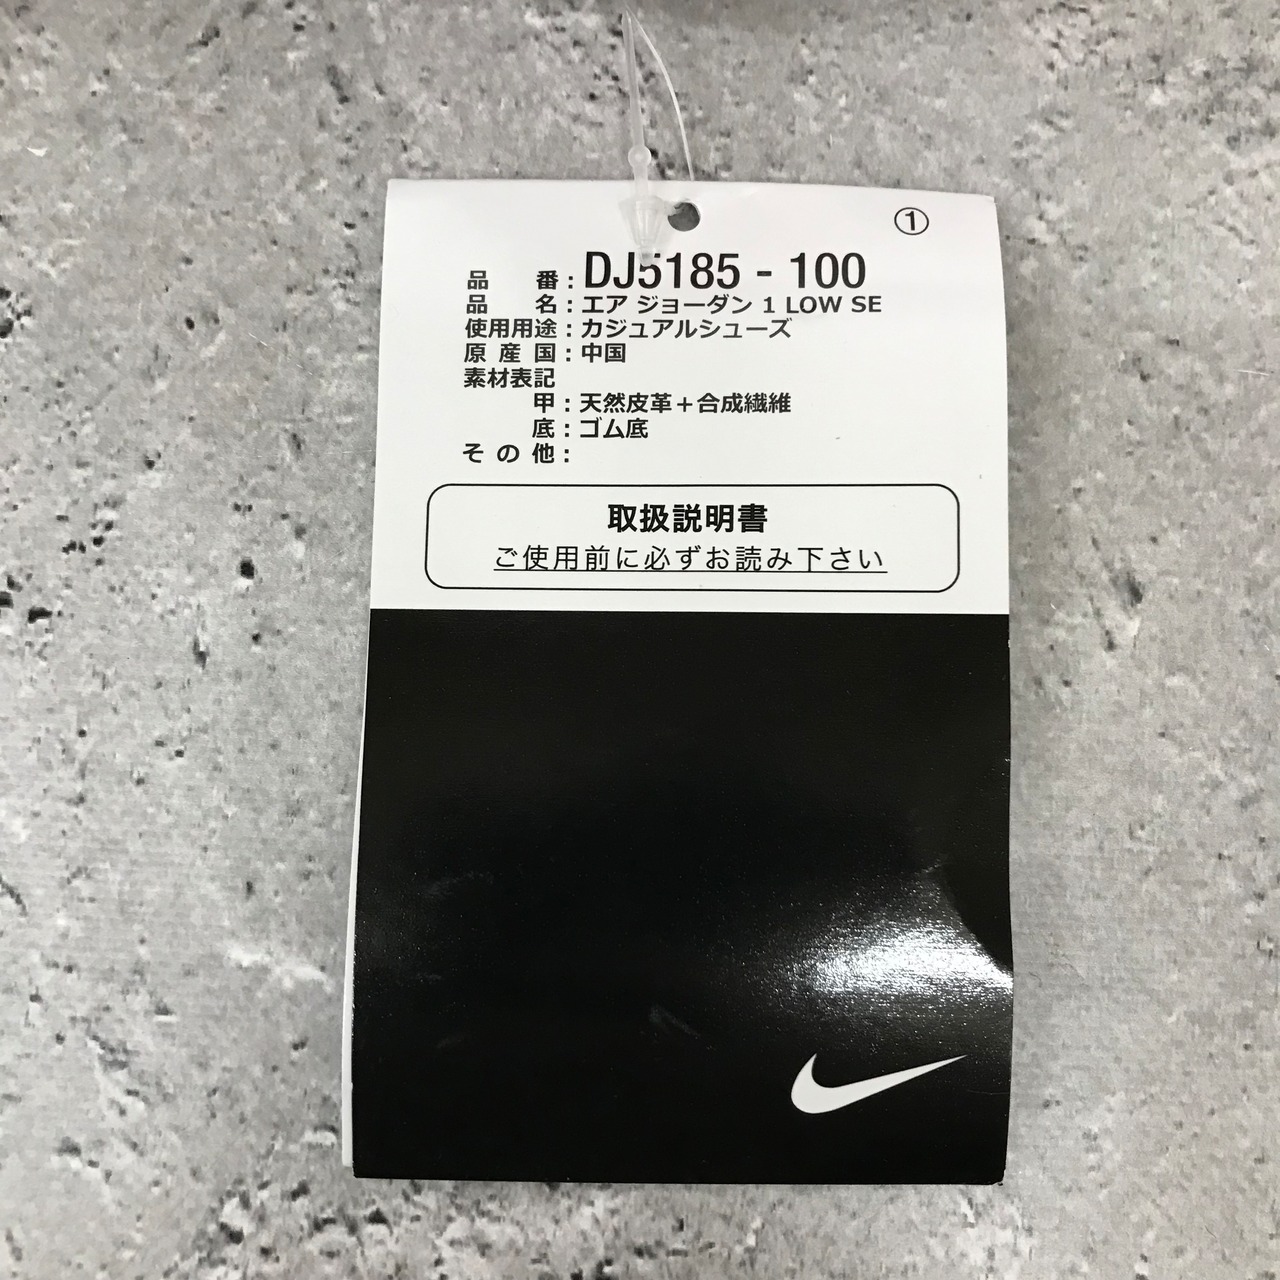 ①
品 番：DJ5185 - 100
品 名：エア ジョーダン 1 LOW SE
使用用途：カジュアルシューズ
原産国：中国
素材表記
甲：天然皮革＋合成繊維
底：ゴム底
その他：
取扱説明書
ご使用前に必ずお読み下さい